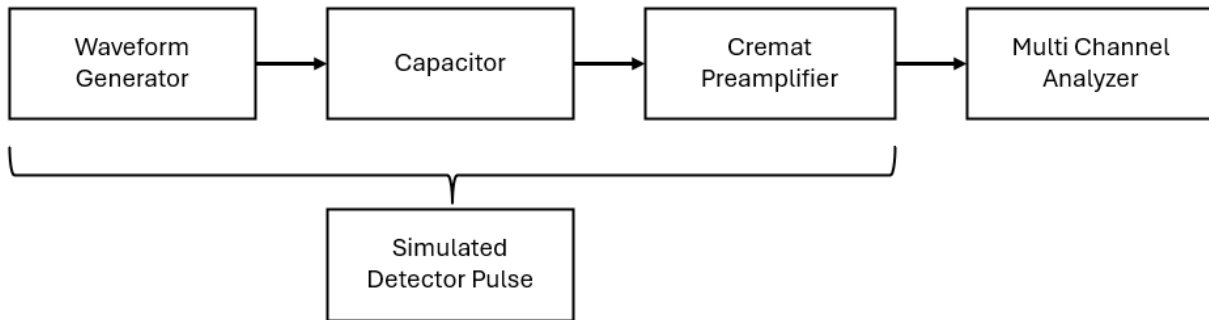 Waveform
Generator
Capacitor
Cremat
Preamplifier
Multi Channel
Analyzer
Simulated
Detector Pulse